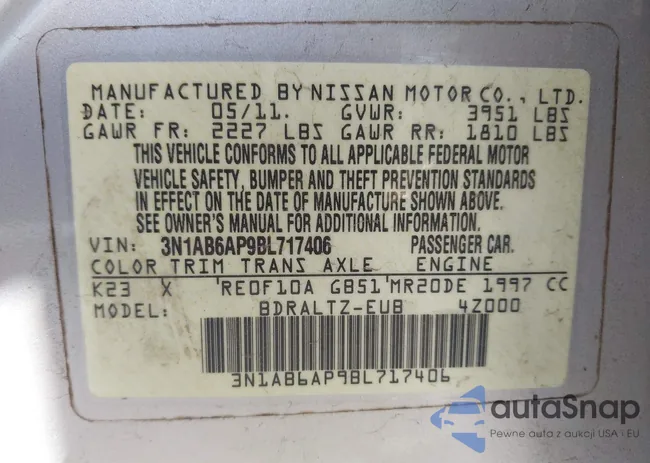 MANUFACTURED BY NISSAN MOTOR CO., LTD.
DATE: 05/11. GVWR: 3951 LBS
GAWR FR: 2227 LBS GAWR RR: 1810 LBS
THIS VEHICLE CONFORMS TO ALL APPLICABLE FEDERAL MOTOR
VEHICLE SAFETY, BUMPER AND THEFT PREVENTION STANDARDS
IN EFFECT ON THE DATE OF MANUFACTURE SHOWN ABOVE.
SEE OWNER'S MANUAL FOR ADDITIONAL INFORMATION.
VIN: 3N1AB6AP9BL717406 PASSENGER CAR.
COLOR TRIM TRANS AXLE ENGINE
K23 X 'RE0F10A GB51'MR20DE 1997 CC
MODEL: BDRALTZ-EUB 4Z000
3N1AB6AP9BL717406
autaSnap
Pewne auta z aukcji USA - EU